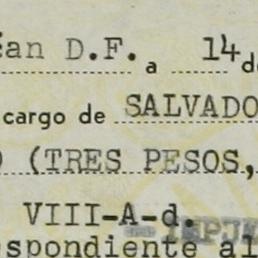 can D.F. a 14 d
cargo de SALVADO
(TRES PESOS,
VIII-A-d.
spondiente al